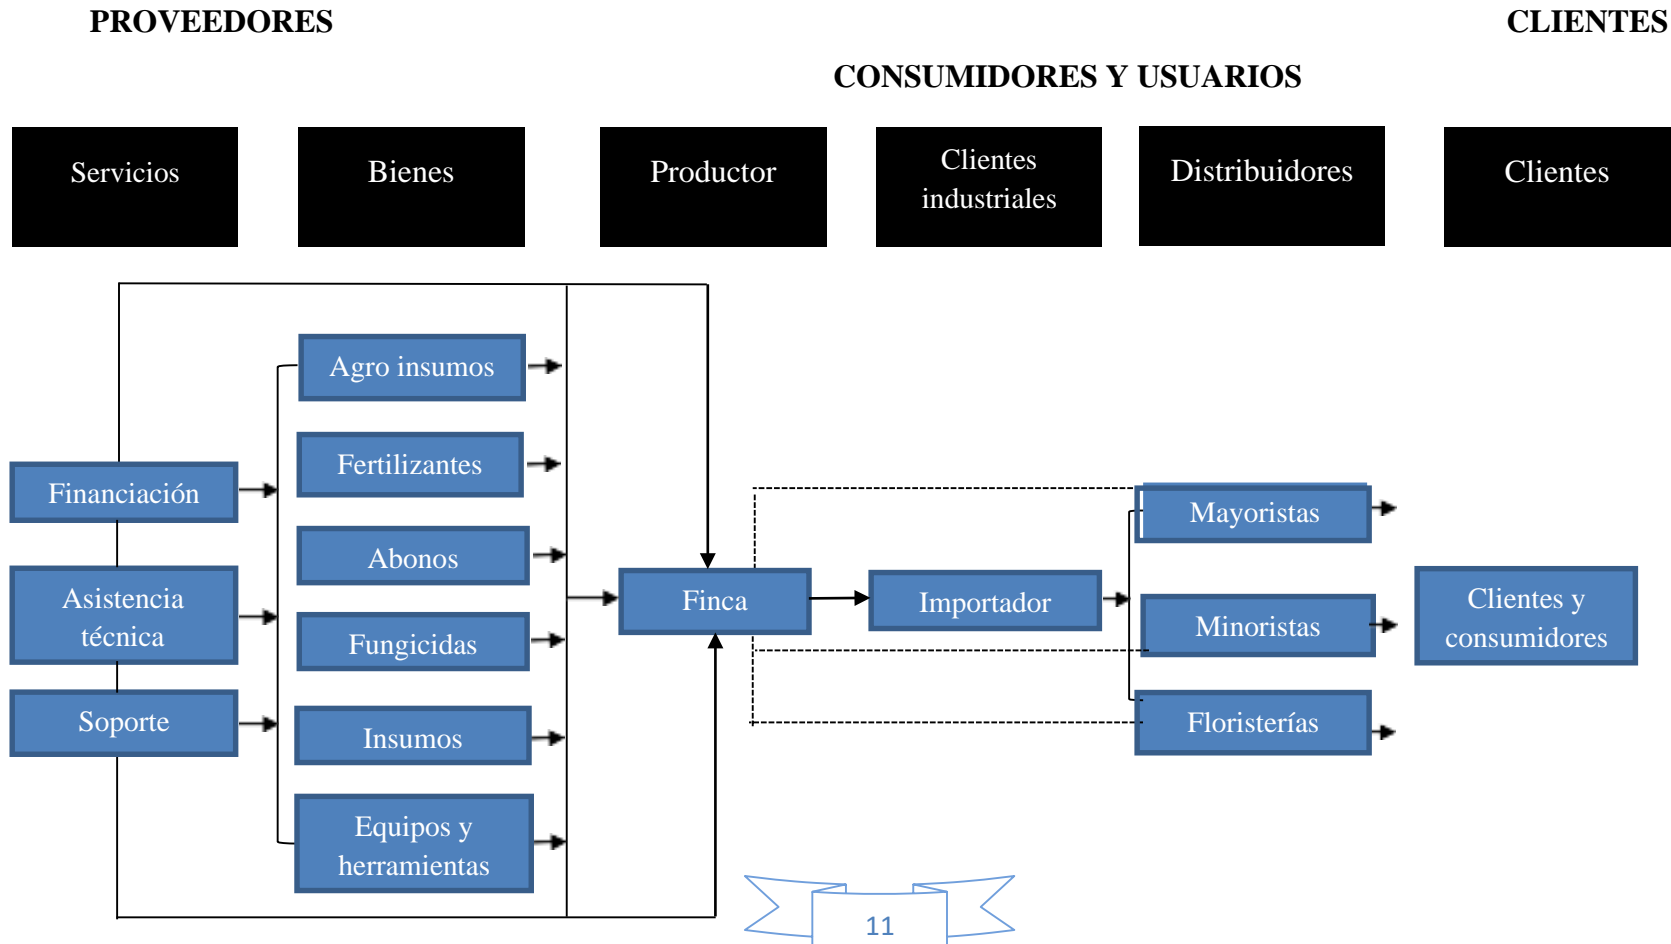 PROVEEDORES
CLIENTES
CONSUMIDORES Y USUARIOS
Servicios
Bienes
Productor
Clientes
industriales
Distribuidores
Clientes
Agro insumos
Fertilizantes
Financiación
Mayoristas
Abonos
Asistencia
técnica
Finca
Importador
Minoristas
Clientes y
consumidores
Fungicidas
Soporte
Insumos
Floristerías
Equipos y
herramientas
11